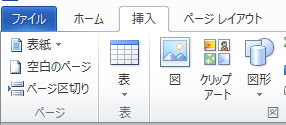 ファイル ホーム 挿入 ページ レイアウト
表紙
空白のページ
ページ区切り
ページ
表
表
図
クリップ
アート
図形
図